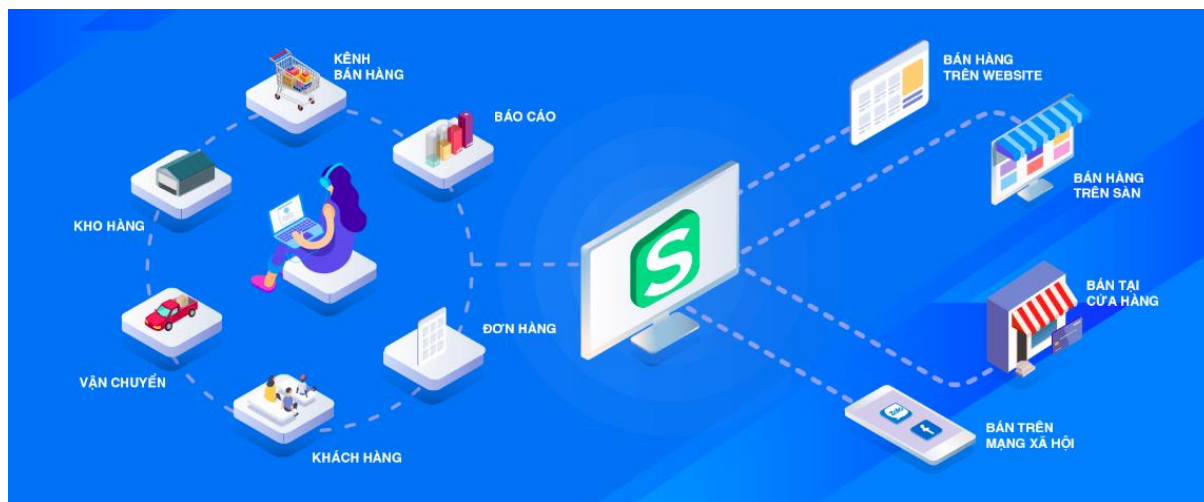 KÊNH
BÁN HÀNG
BÁO CÁO
KHO HÀNG
VẬN CHUYỂN
KHÁCH HÀNG
ĐƠN HÀNG
S
BÁN HÀNG
TRÊN WEBSITE
BÁN HÀNG
TRÊN SÀN
BÁN TẠI
CỬA HÀNG
Zalo
f
BÁN TRÊN
MẠNG XÃ HỘI